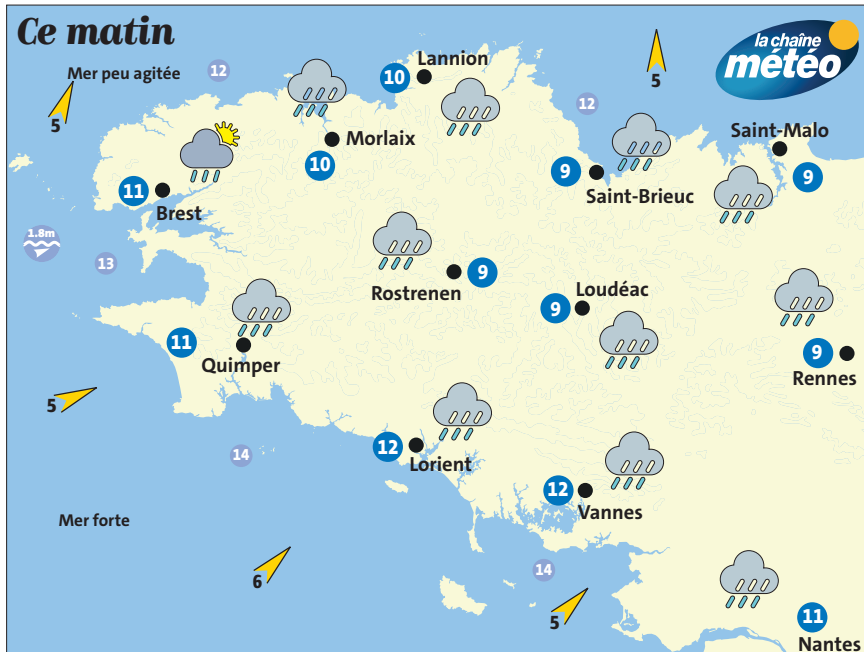 Ce matin
la chaîne
météo
12
Mer peu agitée
5
10
Lannion
5
12
Morlaix
10
Saint-Malo
9
9
Saint-Brieuc
11
Brest
1.8m
13
Rostrenen
9
Loudéac
9
11
Quimper
9
Rennes
5
14
12
Lorient
12
Vannes
Mer forte
6
14
5
11
Nantes